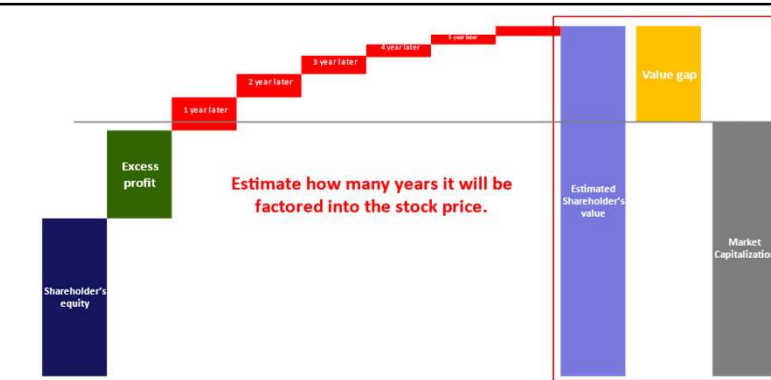 5 year later
4 year later
3 year later
2 year later
Value gap
1 year later
Excess
profit
Estimate how many years it will be
factored into the stock price.
Estimated
Shareholder's
value
Market
Capitalization
Shareholder's
equity